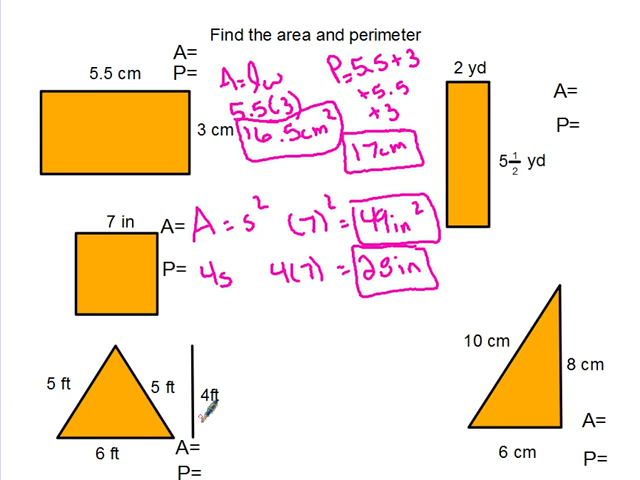 Find the area and perimeter
A=
P=
5.5 cm
3 cm
A = lw
5.5(3)
16.5cm²
P=5.5+3
+5.5
+3
17cm
2 yd
5 1/2 yd
A=
P=
7 in
A= A = s² (7)² = 49in²
P= 4s 4(7) = 28in
5 ft
5 ft
4ft
6 ft
A=
P=
10 cm
8 cm
6 cm
A=
P=